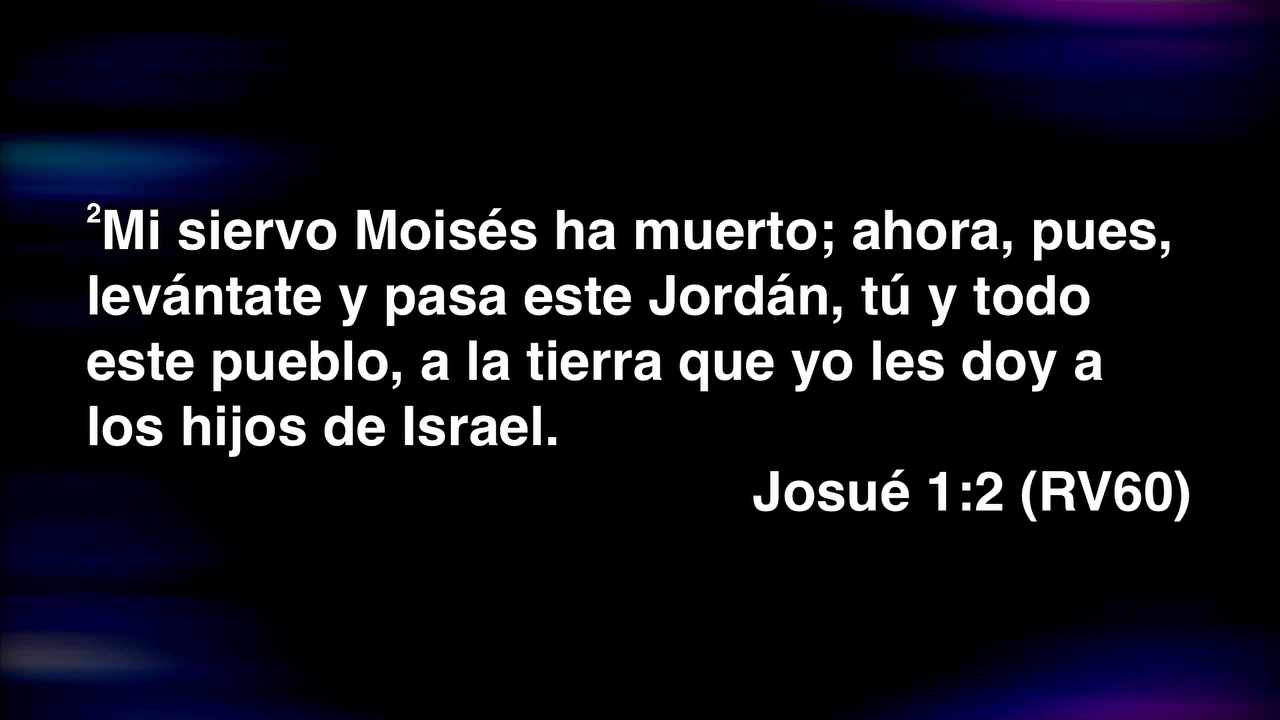 ²Mi siervo Moisés ha muerto; ahora, pues,
levántate y pasa este Jordán, tú y todo
este pueblo, a la tierra que yo les doy a
los hijos de Israel.
Josué 1:2 (RV60)